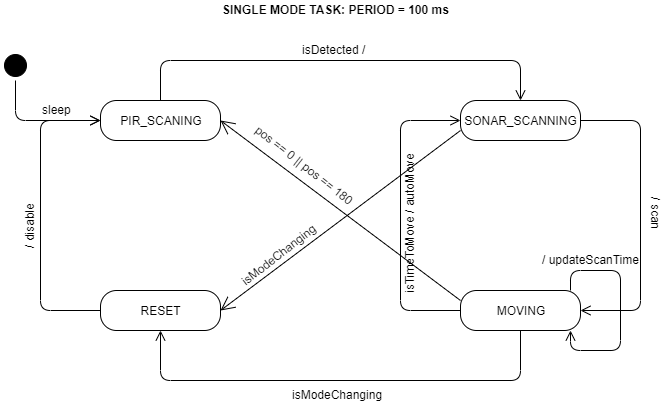 SINGLE MODE TASK: PERIOD = 100 ms
isDetected /
sleep
PIR_SCANING
SONAR_SCANNING
pos == 0 || pos == 180
isTimeToMove / autoMove
/ scan
/ disable
isModeChanging
/ updateScanTime
RESET
MOVING
isModeChanging